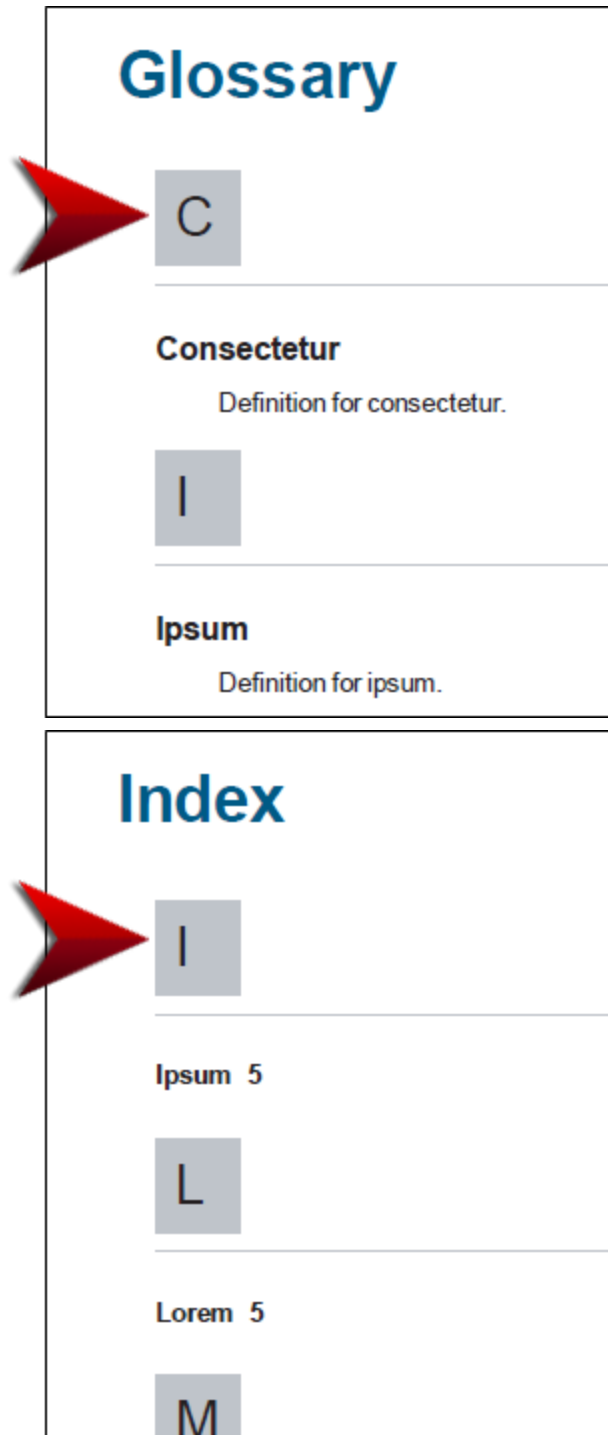 Glossary
C
Consectetur
Definition for consectetur.
I
Ipsum
Definition for ipsum.
Index
I
Ipsum 5
L
Lorem 5
M